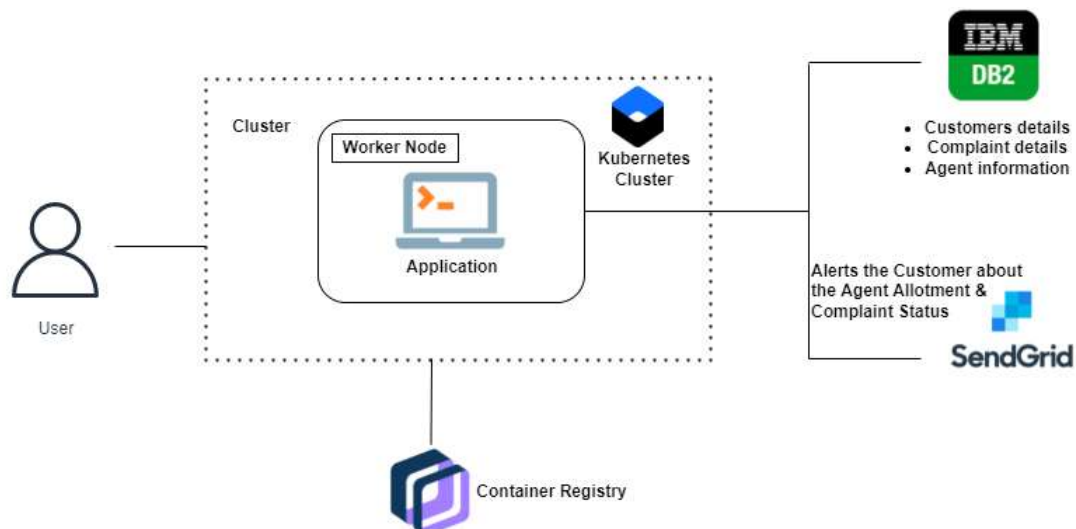 IBM
DB2
• Customers details
• Complaint details
• Agent information
Cluster
Worker Node
Kubernetes
Cluster
Application
User
Alerts the Customer about
the Agent Allotment &
Complaint Status
SendGrid
Container Registry